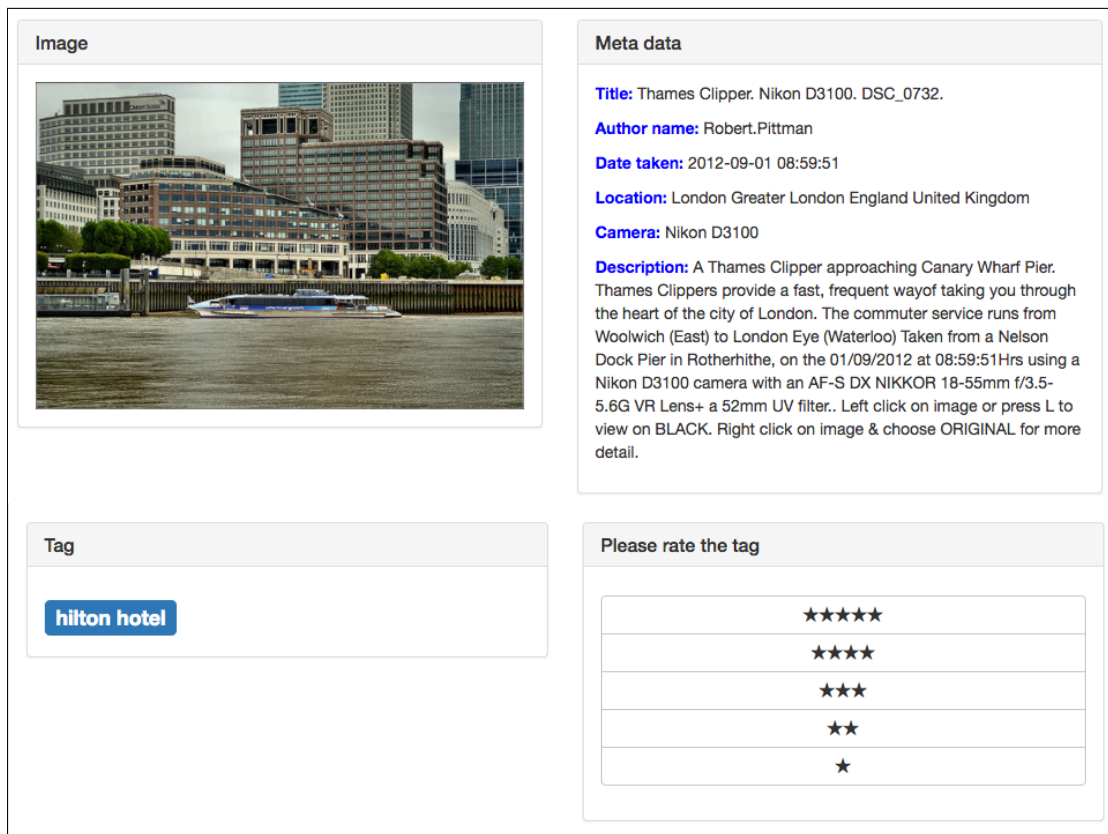 Image
CREDIT SUISSE
Meta data
Title: Thames Clipper. Nikon D3100. DSC_0732.
Author name: Robert.Pittman
Date taken: 2012-09-01 08:59:51
Location: London Greater London England United Kingdom
Camera: Nikon D3100
Description: A Thames Clipper approaching Canary Wharf Pier.
Thames Clippers provide a fast, frequent wayof taking you through
the heart of the city of London. The commuter service runs from
Woolwich (East) to London Eye (Waterloo) Taken from a Nelson
Dock Pier in Rotherhithe, on the 01/09/2012 at 08:59:51Hrs using a
Nikon D3100 camera with an AF-S DX NIKKOR 18-55mm f/3.5-
5.6G VR Lens+ a 52mm UV filter.. Left click on image or press L to
view on BLACK. Right click on image & choose ORIGINAL for more
detail.
Tag
hilton hotel
Please rate the tag
★★★★★
★★★★
★★★
★★
★